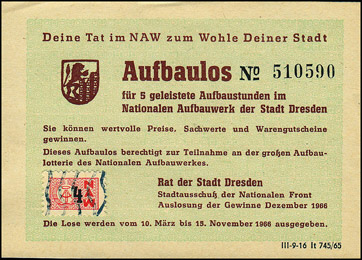 Deine Tat im NAW zum Wohle Deiner Stadt
Aufbaulos № 510590
für 5 geleistete Aufbaustunden im
Nationalen Aufbauwerk der Stadt Dresden
Sie können wertvolle Preise, Sachwerte und Warengutscheine
gewinnen.
Dieses Aufbaulos berechtigt zur Teilnahme an der großen Aufbau-
lotterie des Nationalen Aufbauwerkes.
4
NAW
Rat der Stadt Dresden
Stadtausschuß der Nationalen Front
Auslosung der Gewinne Dezember 1966
Die Lose werden vom 10. März bis 15. November 1966 ausgegeben.
III-9-16 It 745/65